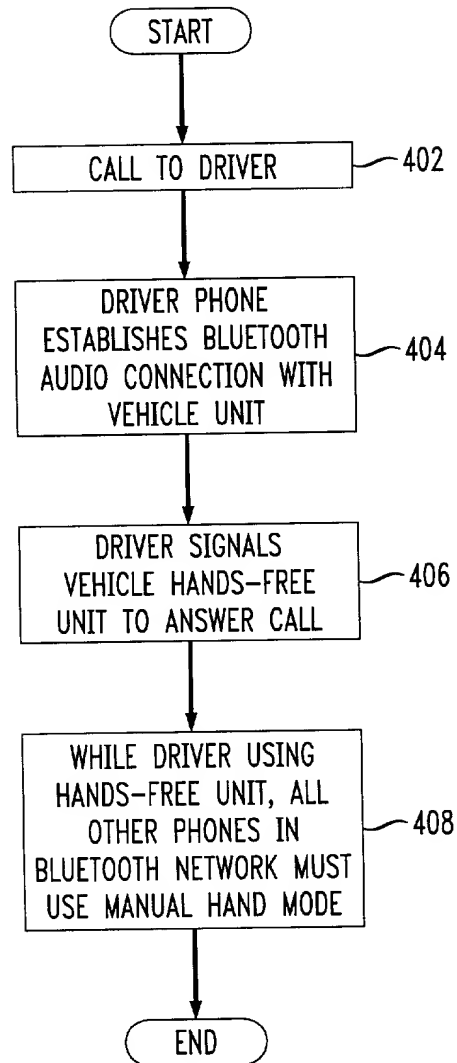 START
CALL TO DRIVER
402
DRIVER PHONE
ESTABLISHES BLUETOOTH
AUDIO CONNECTION WITH
VEHICLE UNIT
404
DRIVER SIGNALS
VEHICLE HANDS-FREE
UNIT TO ANSWER CALL
406
WHILE DRIVER USING
HANDS-FREE UNIT, ALL
OTHER PHONES IN
BLUETOOTH NETWORK MUST
USE MANUAL HAND MODE
408
END